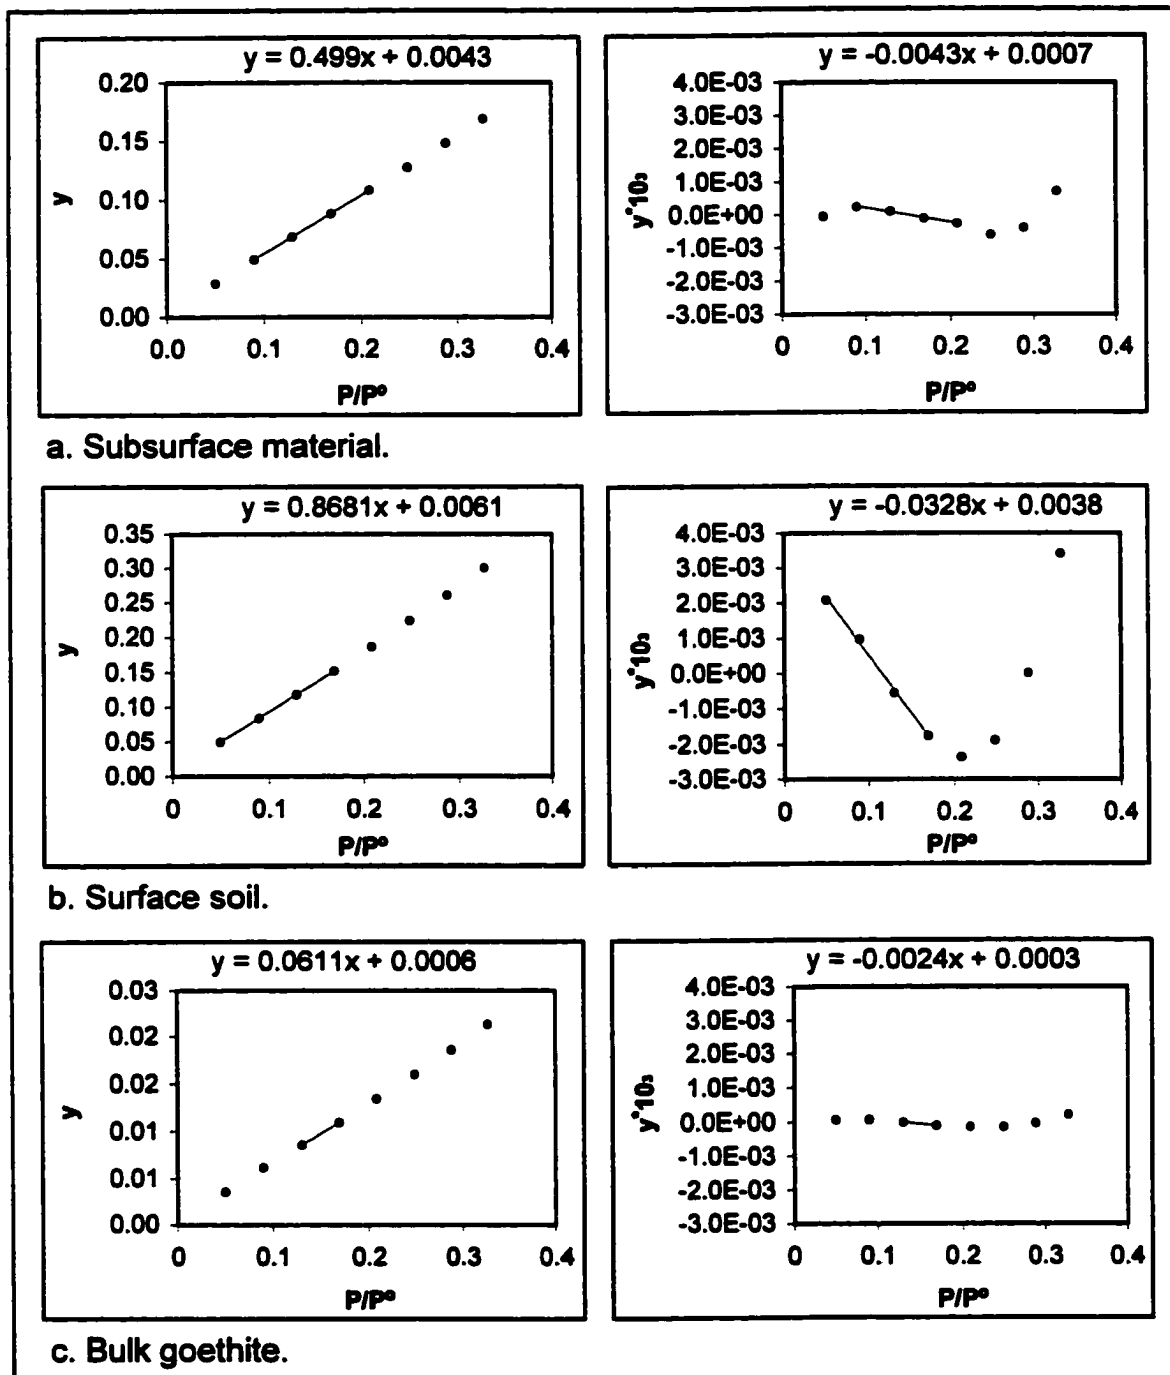 y = 0.499x + 0.0043
0.20
0.15
0.10
0.05
0.00
y
0.0 0.1 0.2 0.3 0.4
P/Pº
y = -0.0043x + 0.0007
4.0E-03
3.0E-03
2.0E-03
1.0E-03
0.0E+00
-1.0E-03
-2.0E-03
-3.0E-03
y*10₃
0 0.1 0.2 0.3 0.4
P/Pº
a. Subsurface material.
y = 0.8681x + 0.0061
0.35
0.30
0.25
0.20
0.15
0.10
0.05
0.00
y
0 0.1 0.2 0.3 0.4
P/Pº
y = -0.0328x + 0.0038
4.0E-03
3.0E-03
2.0E-03
1.0E-03
0.0E+00
-1.0E-03
-2.0E-03
-3.0E-03
y*10₃
0 0.1 0.2 0.3 0.4
P/Pº
b. Surface soil.
y = 0.0611x + 0.0006
0.03
0.02
0.02
0.01
0.01
0.00
y
0 0.1 0.2 0.3 0.4
P/Pº
y = -0.0024x + 0.0003
4.0E-03
3.0E-03
2.0E-03
1.0E-03
0.0E+00
-1.0E-03
-2.0E-03
-3.0E-03
y*10₃
0 0.1 0.2 0.3 0.4
P/Pº
c. Bulk goethite.